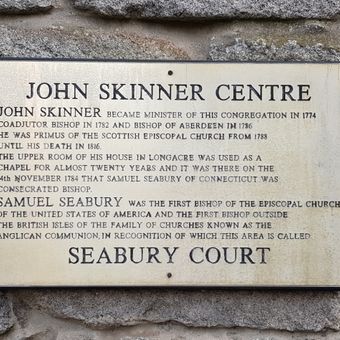 JOHN SKINNER CENTRE
JOHN SKINNER BECAME MINISTER OF THIS CONGREGATION IN 1774
COADJUTOR BISHOP IN 1782 AND BISHOP OF ABERDEEN IN 1786
HE WAS PRIMUS OF THE SCOTTISH EPISCOPAL CHURCH FROM 1788
UNTIL HIS DEATH IN 1816.
THE UPPER ROOM OF HIS HOUSE IN LONGACRE WAS USED AS A
CHAPEL FOR ALMOST TWENTY YEARS AND IT WAS THERE ON THE
14th NOVEMBER 1784 THAT SAMUEL SEABURY OF CONNECTICUT WAS
CONSECRATED BISHOP.
SAMUEL SEABURY WAS THE FIRST BISHOP OF THE EPISCOPAL CHURCH
OF THE UNITED STATES OF AMERICA AND THE FIRST BISHOP OUTSIDE
THE BRITISH ISLES OF THE FAMILY OF CHURCHES KNOWN AS THE
ANGLICAN COMMUNION, IN RECOGNITION OF WHICH THIS AREA IS CALLED
SEABURY COURT